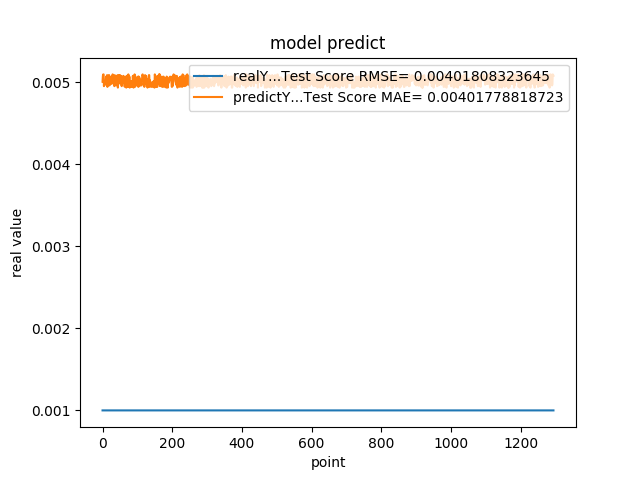 model predict
realY...Test Score RMSE= 0.00401808323645
predictY...Test Score MAE= 0.00401778818723
0.005
0.004
0.003
0.002
0.001
real value
0 200 400 600 800 1000 1200
point